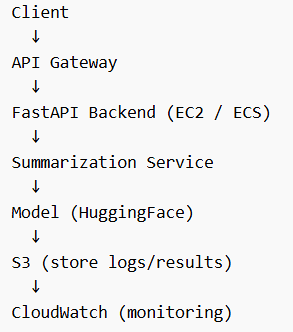 Client
↓
API Gateway
↓
FastAPI Backend (EC2 / ECS)
↓
Summarization Service
↓
Model (HuggingFace)
↓
S3 (store logs/results)
↓
CloudWatch (monitoring)